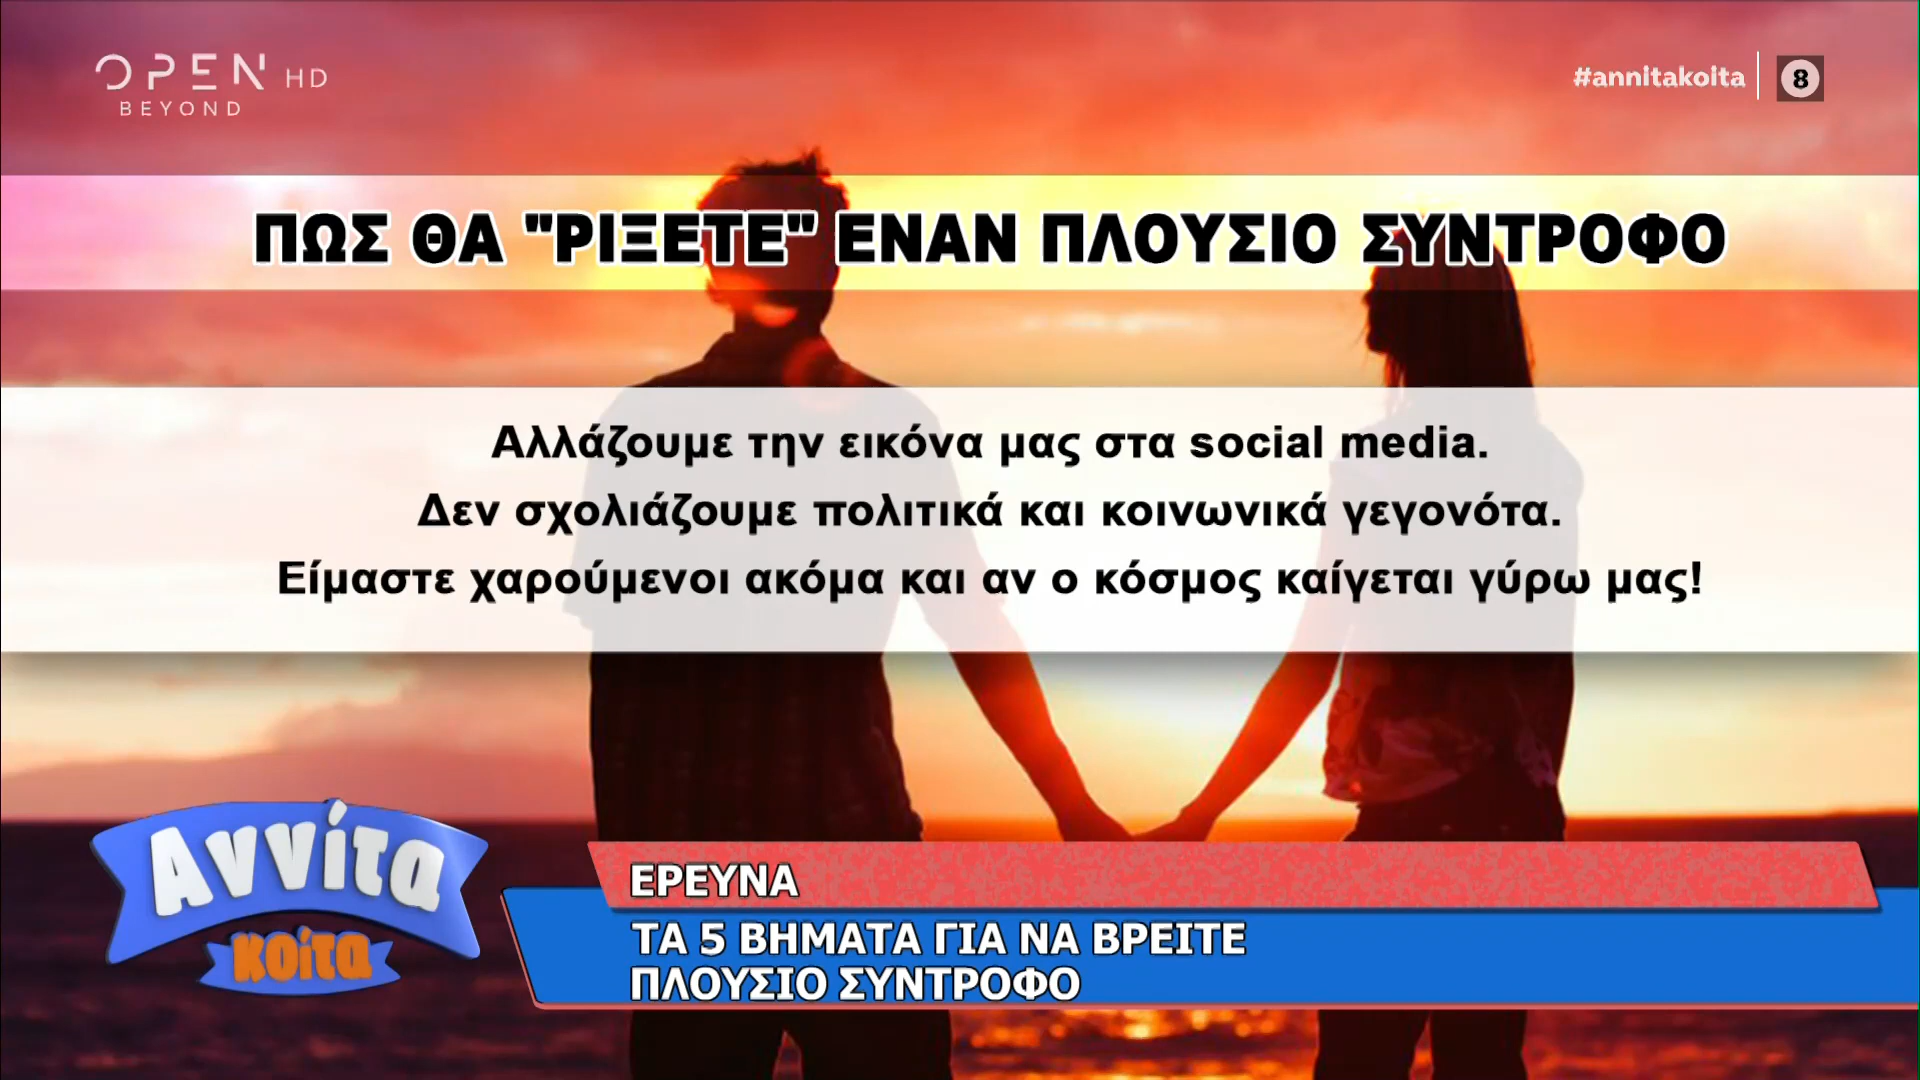 OPEN HD
BEYOND
#annitakoita
8
ΠΩΣ ΘΑ "ΡΙΞΕΤΕ" ΕΝΑΝ ΠΛΟΥΣΙΟ ΣΥΝΤΡΟΦΟ
Αλλάζουμε την εικόνα μας στα social media.
Δεν σχολιάζουμε πολιτικά και κοινωνικά γεγονότα.
Είμαστε χαρούμενοι ακόμα και αν ο κόσμος καίγεται γύρω μας!
Αννίτα
κοίτα
ΕΡΕΥΝΑ
ΤΑ 5 ΒΗΜΑΤΑ ΓΙΑ ΝΑ ΒΡΕΙΤΕ
ΠΛΟΥΣΙΟ ΣΥΝΤΡΟΦΟ